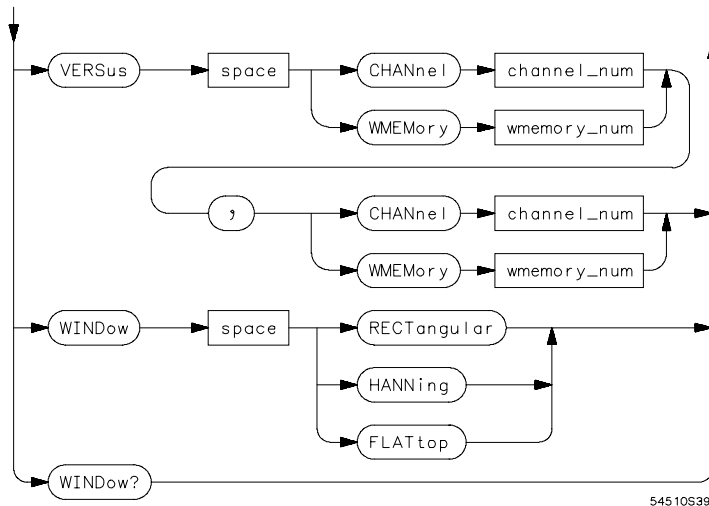 VERSus space CHANnel channel_num
WMEMory wmemory_num
, CHANnel channel_num
WMEMory wmemory_num
WINDow space RECTangular
HANNing
FLATtop
WINDow?
54510S39